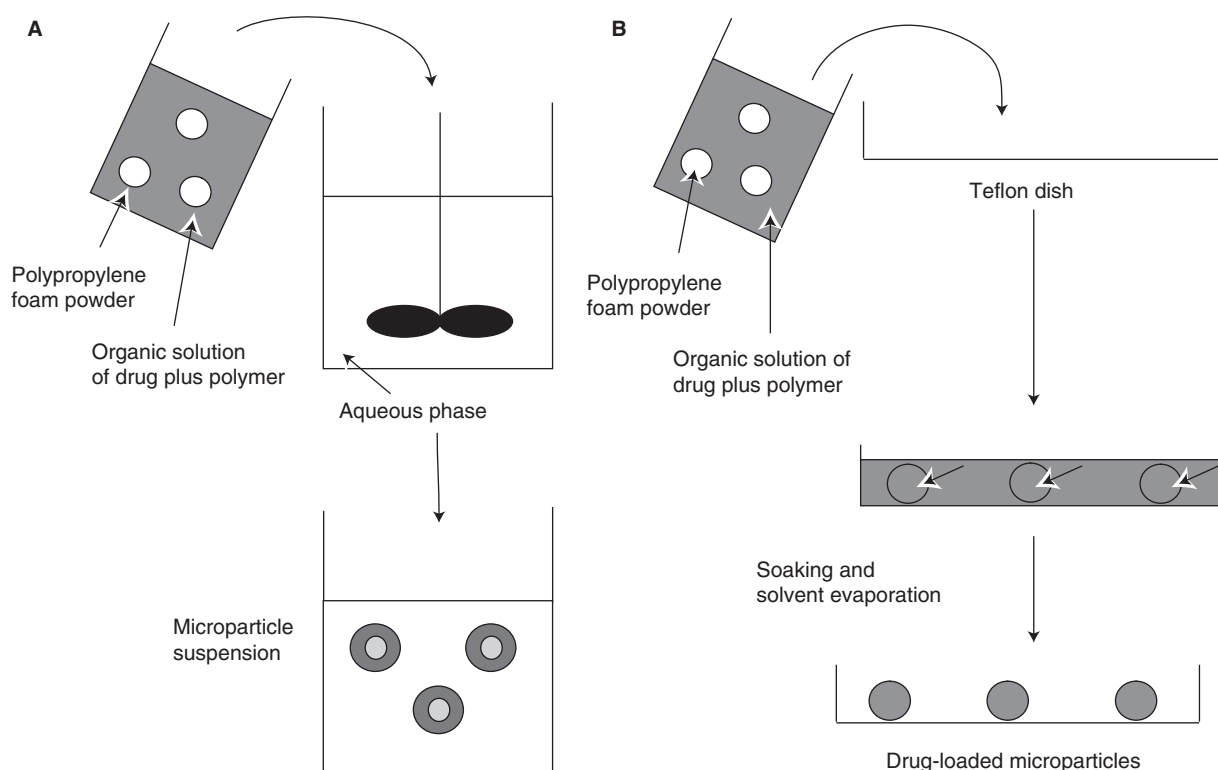 A
Polypropylene
foam powder
Organic solution
of drug plus polymer
Aqueous phase
Microparticle
suspension
B
Teflon dish
Polypropylene
foam powder
Organic solution of
drug plus polymer
Soaking and
solvent evaporation
Drug-loaded microparticles